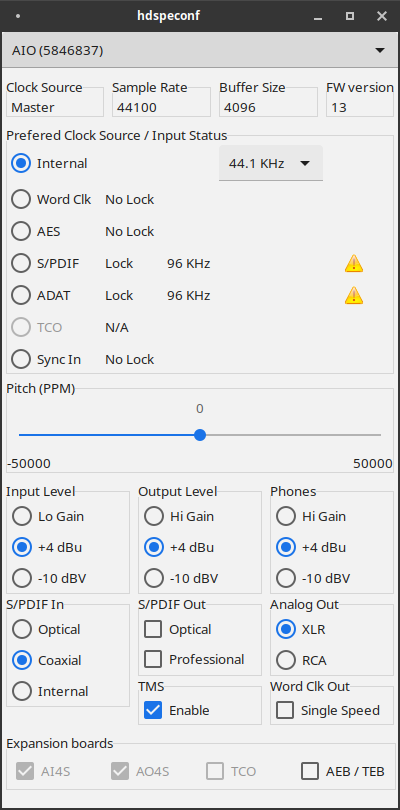 hdspeconf
AIO (5846837)
Clock Source Sample Rate Buffer Size FW version
Master 44100 4096 13
Prefered Clock Source / Input Status
Internal 44.1 KHz
Word Clk No Lock
AES No Lock
S/PDIF Lock 96 KHz
ADAT Lock 96 KHz
TCO N/A
Sync In No Lock
Pitch (PPM)
0
-50000 50000
Input Level Output Level Phones
Lo Gain Hi Gain Hi Gain
+4 dBu +4 dBu +4 dBu
-10 dBV -10 dBV -10 dBV
S/PDIF In S/PDIF Out Analog Out
Optical Optical XLR
Coaxial Professional RCA
TMS Word Clk Out
Internal Enable Single Speed
Expansion boards
AI4S AO4S TCO AEB / TEB